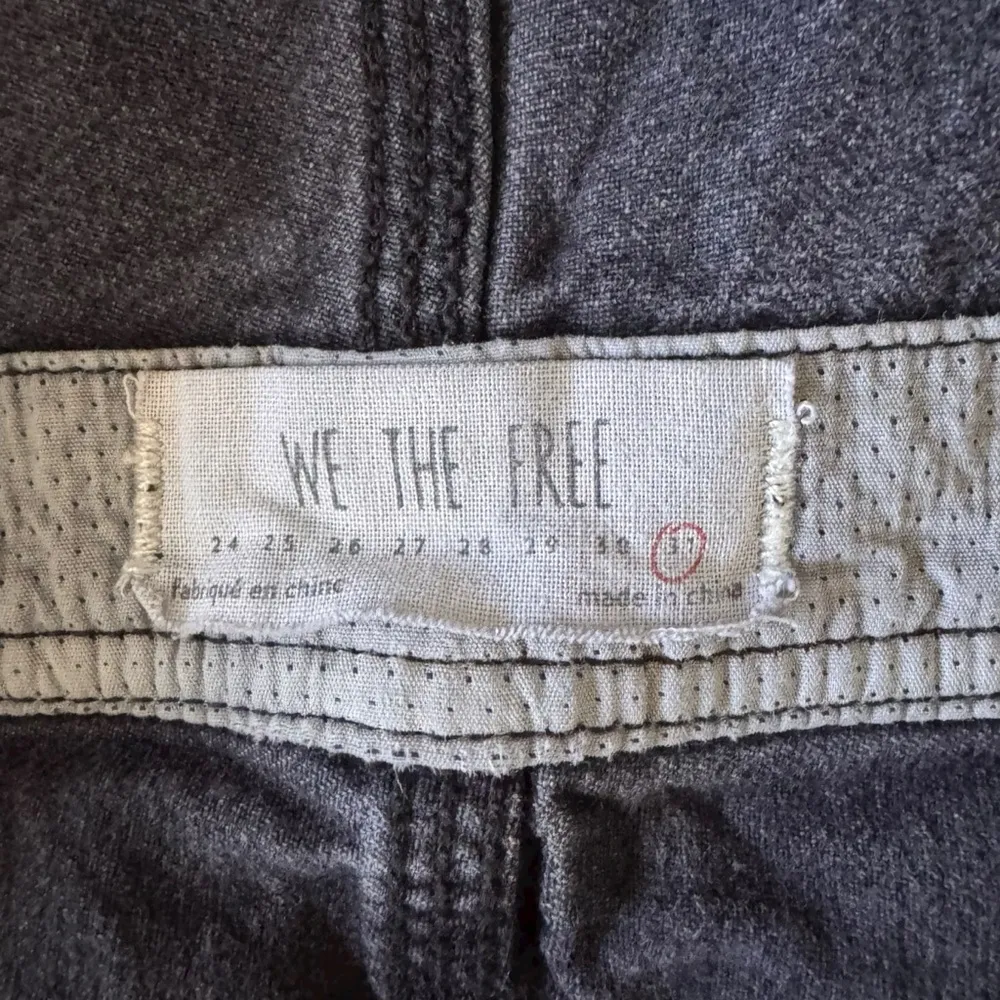 WE THE FREE
24 25 26 27 28 29 30 31
fabriqué en chine made in china